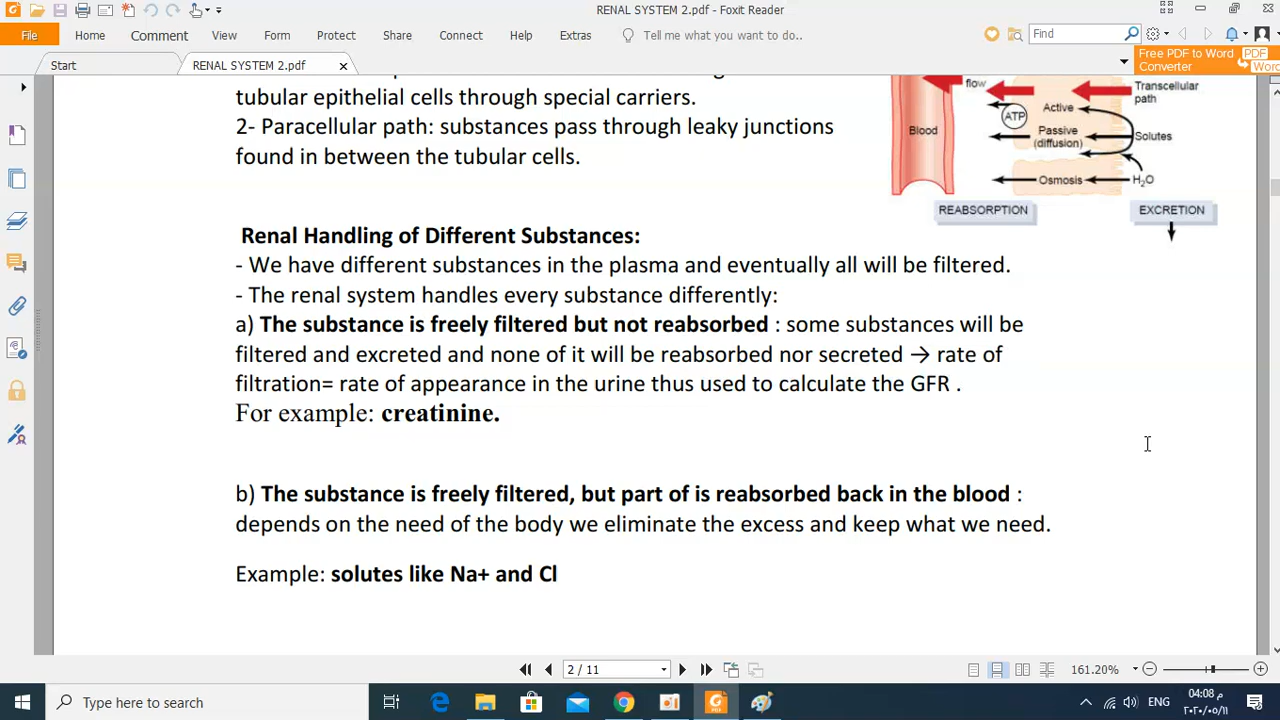 RENAL SYSTEM 2.pdf - Foxit Reader
File Home Comment View Form Protect Share Connect Help Extras Tell me what you want to do.. Find
Start RENAL SYSTEM 2.pdf
Free PDF to Word
Converter
PDF
Word
tubular epithelial cells through special carriers.
2- Paracellular path: substances pass through leaky junctions
found in between the tubular cells.
flow
Transcellular
path
ATP
Active
Blood
Passive
(diffusion)
Solutes
Osmosis
H₂O
REABSORPTION
EXCRETION
Renal Handling of Different Substances:
- We have different substances in the plasma and eventually all will be filtered.
- The renal system handles every substance differently:
a) The substance is freely filtered but not reabsorbed : some substances will be
filtered and excreted and none of it will be reabsorbed nor secreted → rate of
filtration= rate of appearance in the urine thus used to calculate the GFR .
For example: creatinine.
b) The substance is freely filtered, but part of is reabsorbed back in the blood :
depends on the need of the body we eliminate the excess and keep what we need.
Example: solutes like Na+ and Cl
2 / 11
161.20%
Type here to search
ENG
04:08 م
٢٠٢٠/٠٥/١١